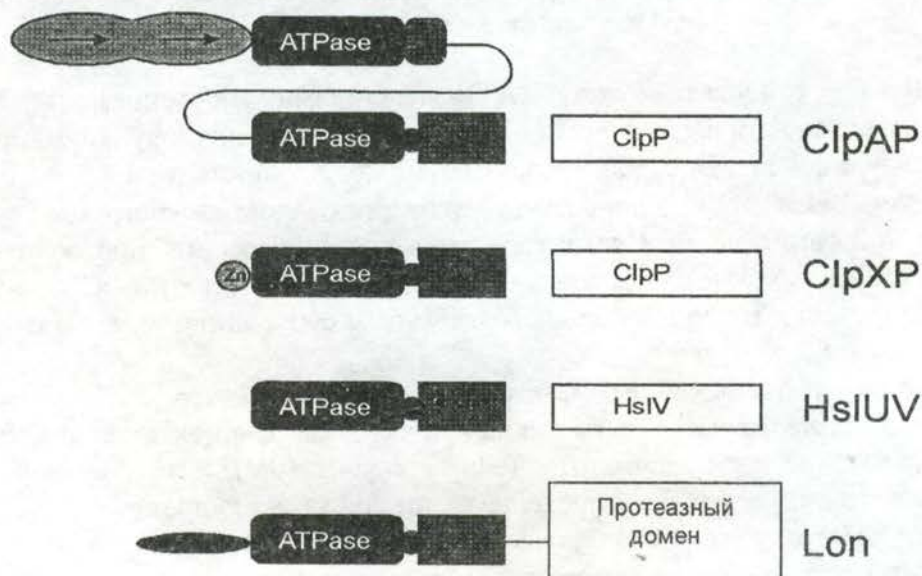 ATPase
ATPase ClpP ClpAP
Zn ATPase ClpP ClpXP
ATPase HslV HslUV
ATPase Протеазный домен Lon